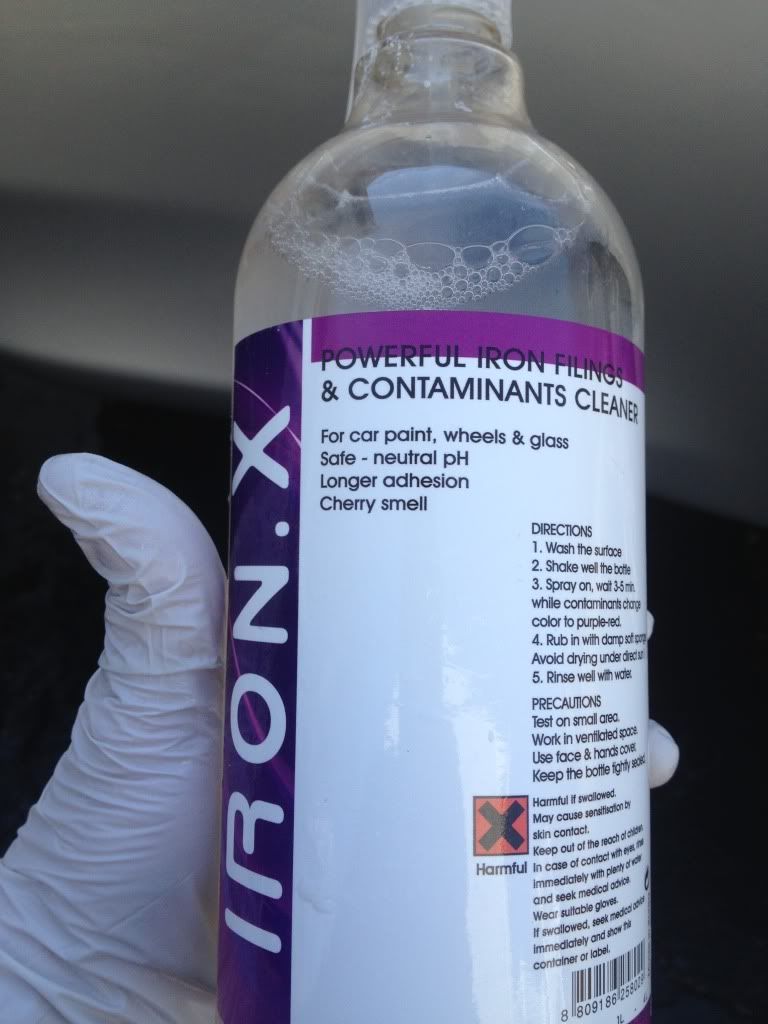 IRON.X
POWERFUL IRON FILINGS
& CONTAMINANTS CLEANER
For car paint, wheels & glass
Safe - neutral pH
Longer adhesion
Cherry smell
DIRECTIONS
1. Wash the surface
2. Shake well the bottle
3. Spray on, wait 3-5 min.
while contaminants change
color to purple-red.
4. Rub in with damp soft
Avoid drying under direct sun
5. Rinse well with water.
PRECAUTIONS
Test on small area.
Work in ventilated space.
Use face & hands cover.
Keep the bottle tightly sealed
Harmful
Harmful if swallowed.
May cause sensitisation by
skin contact.
Keep out of the reach of children.
In case of contact with eyes, rinse
immediately with plenty of water
and seek medical advice.
Wear suitable gloves.
If swallowed, seek medical advice
immediately and show this
container or label.
8 809186
1L